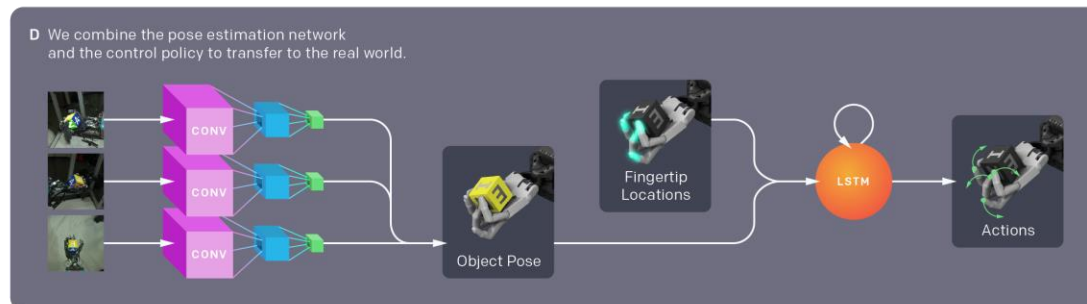 D We combine the pose estimation network
and the control policy to transfer to the real world.
CONV
CONV
CONV
Object Pose
Fingertip
Locations
LSTM
Actions